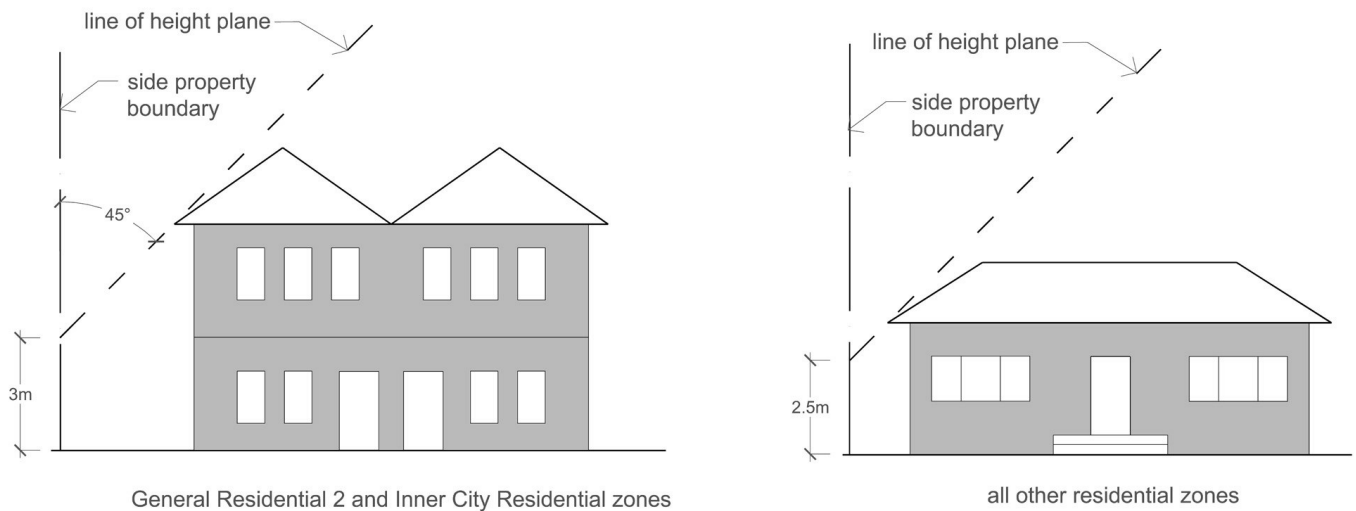 line of height plane
side property
boundary
45°
3m
General Residential 2 and Inner City Residential zones
line of height plane
side property
boundary
2.5m
all other residential zones